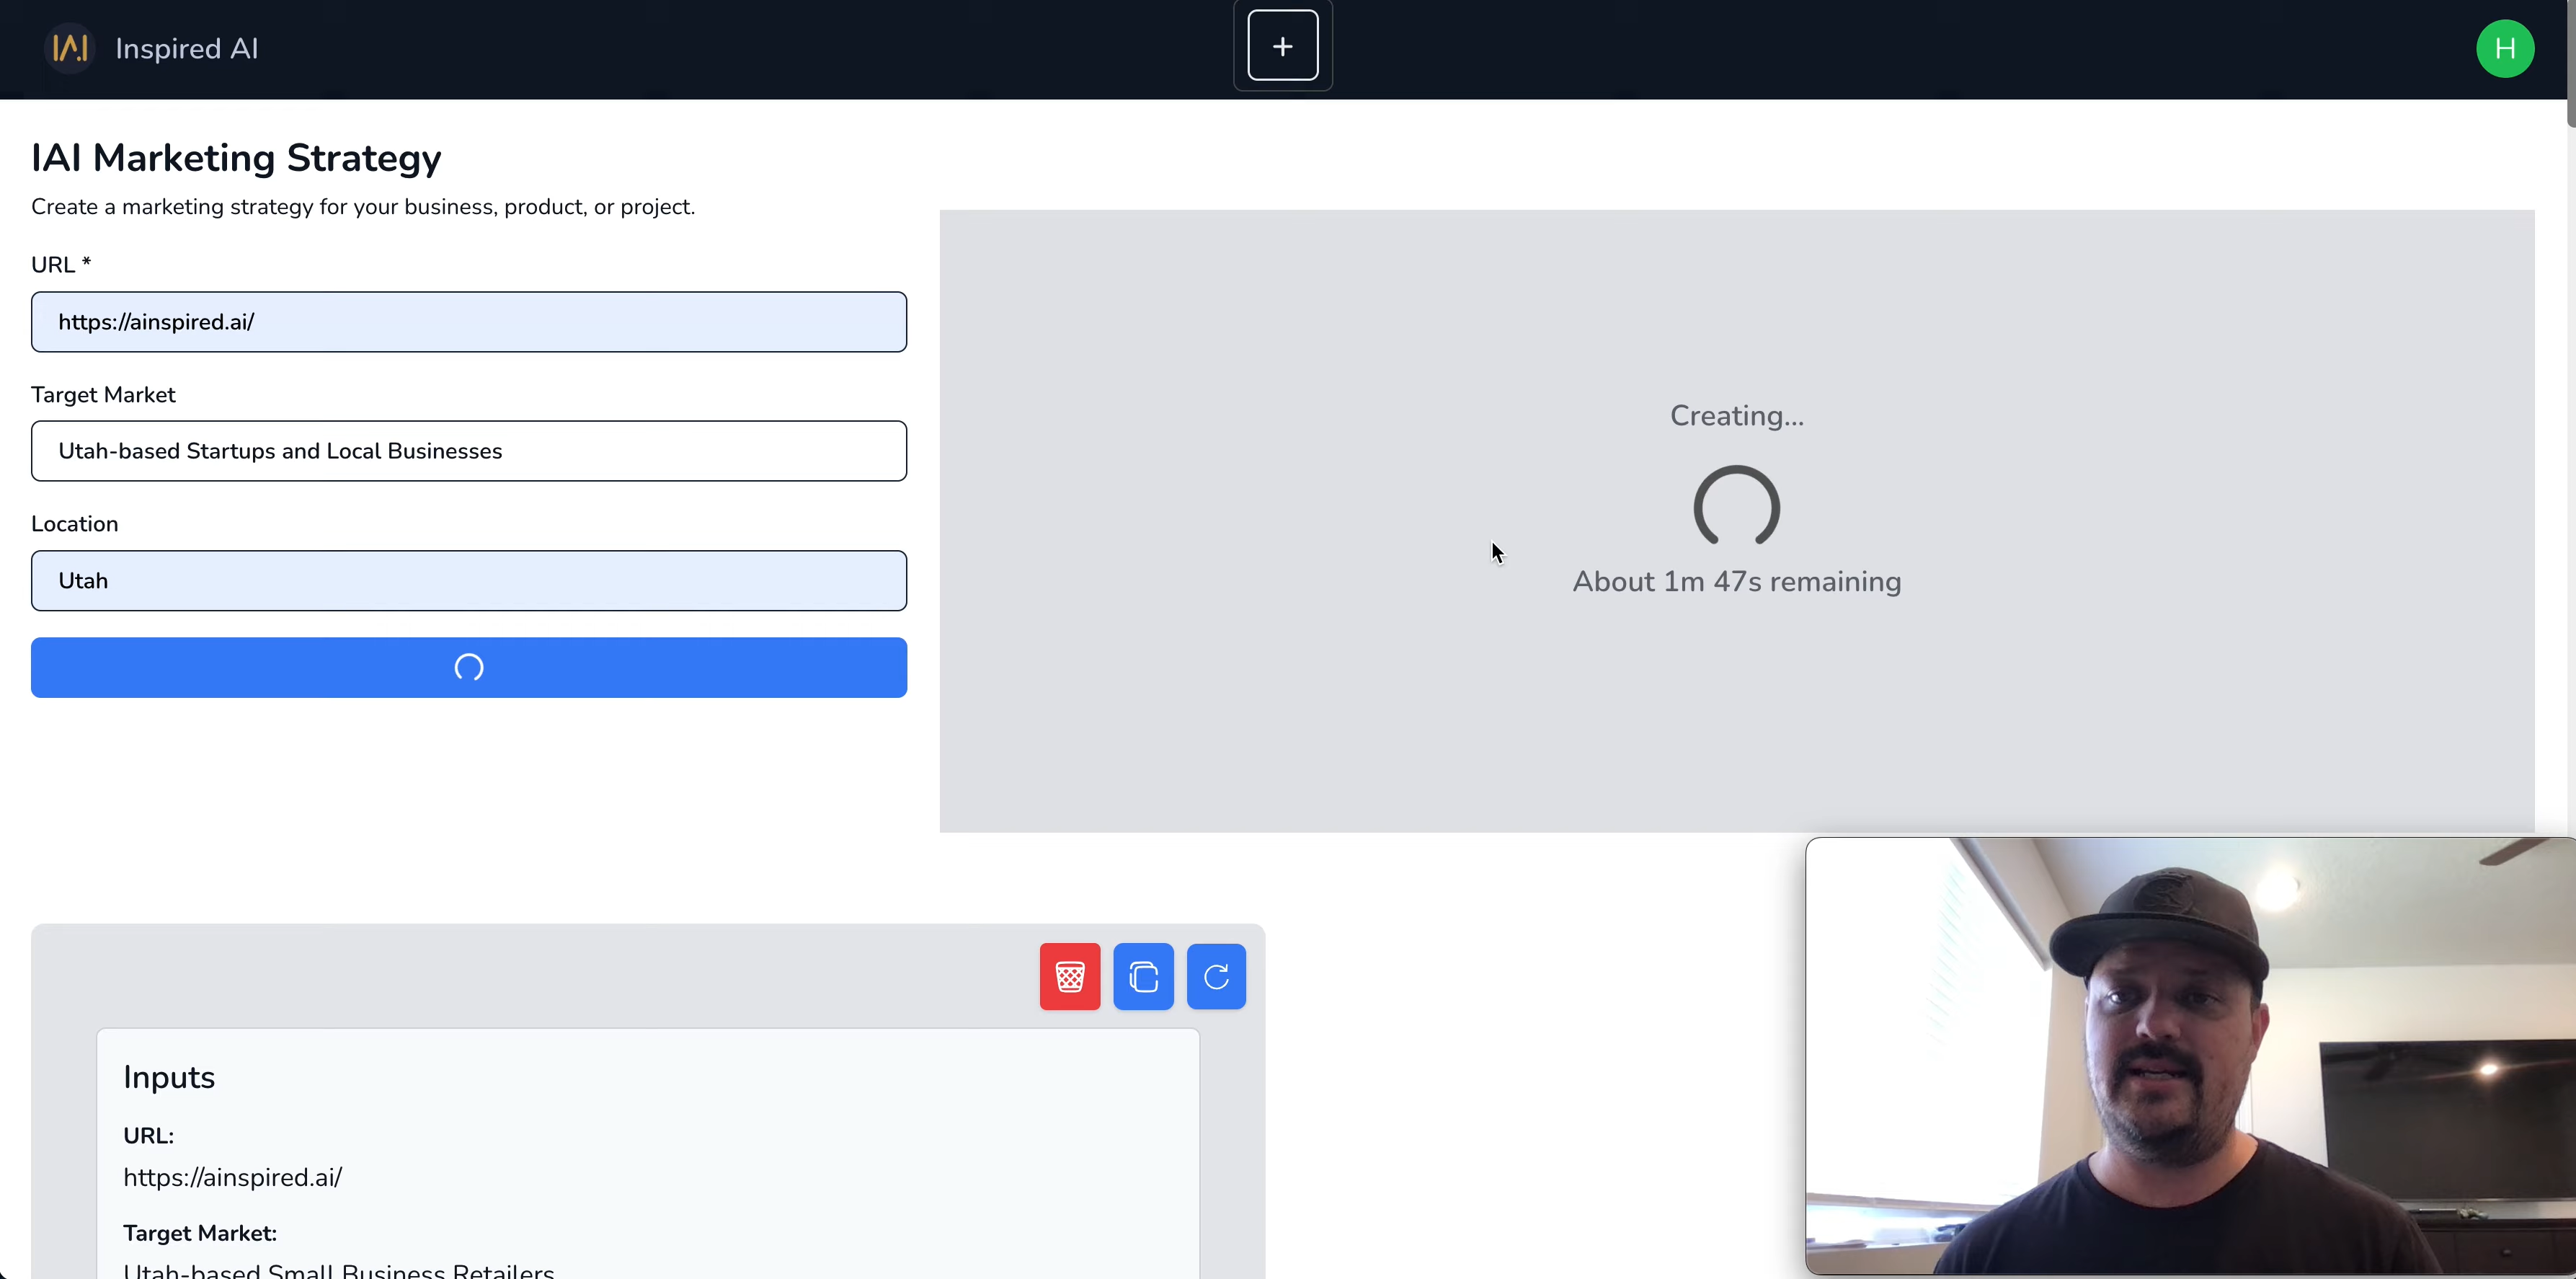 IAI Inspired AI
+
H
IAI Marketing Strategy
Create a marketing strategy for your business, product, or project.
URL *
https://ainspired.ai/
Target Market
Utah-based Startups and Local Businesses
Location
Utah
Creating...
About 1m 47s remaining
Inputs
URL:
https://ainspired.ai/
Target Market:
Utah-based Small Business Retailers